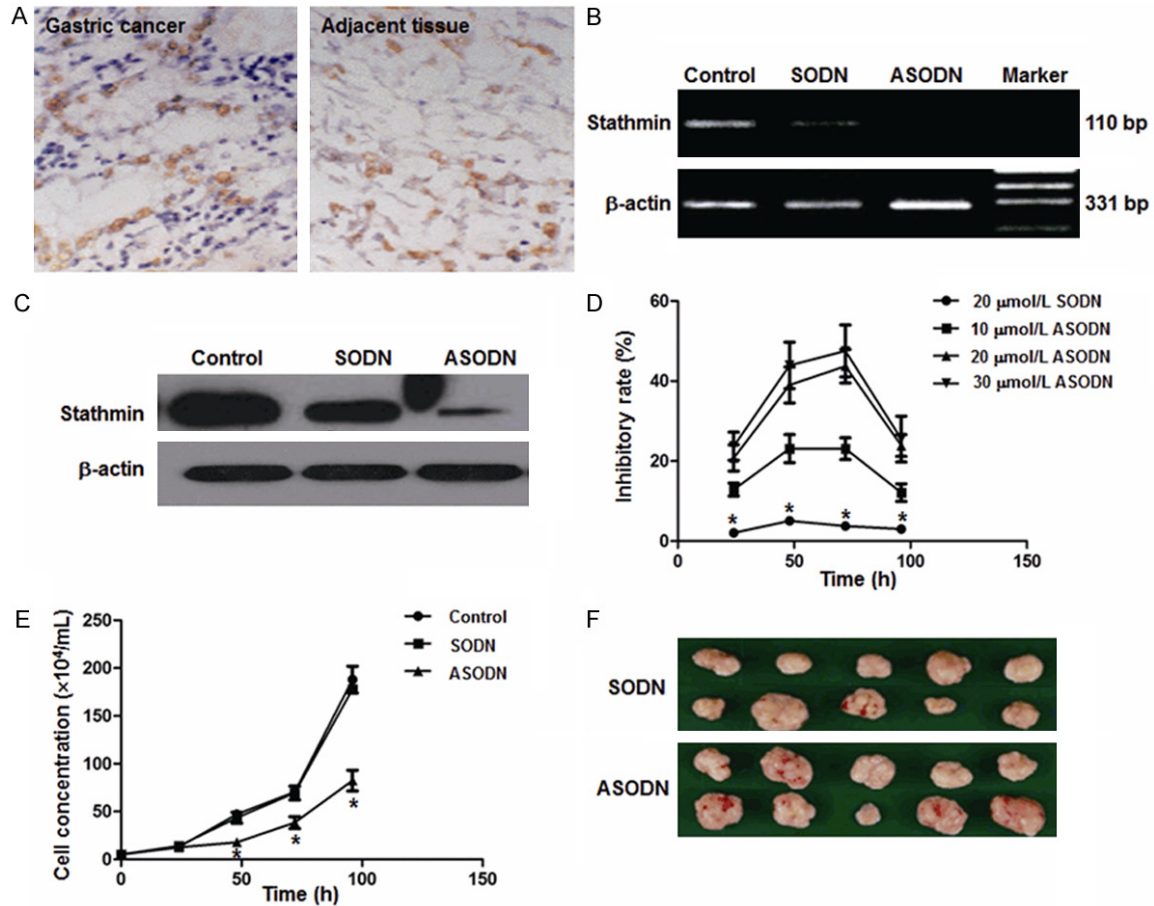 A
Gastric cancer
Adjacent tissue
B
Control SODN ASODN Marker
Stathmin 110 bp
β-actin 331 bp
C
Control SODN ASODN
Stathmin
β-actin
D
60
40
20
0
Inhibitory rate (%)
0 50 100 150
Time (h)
20 μmol/L SODN
10 μmol/L ASODN
20 μmol/L ASODN
30 μmol/L ASODN
* * * *
E
250
200
150
100
50
0
Cell concentration (×10⁴/mL)
0 50 100 150
Time (h)
Control
SODN
ASODN
* * *
F
SODN
ASODN